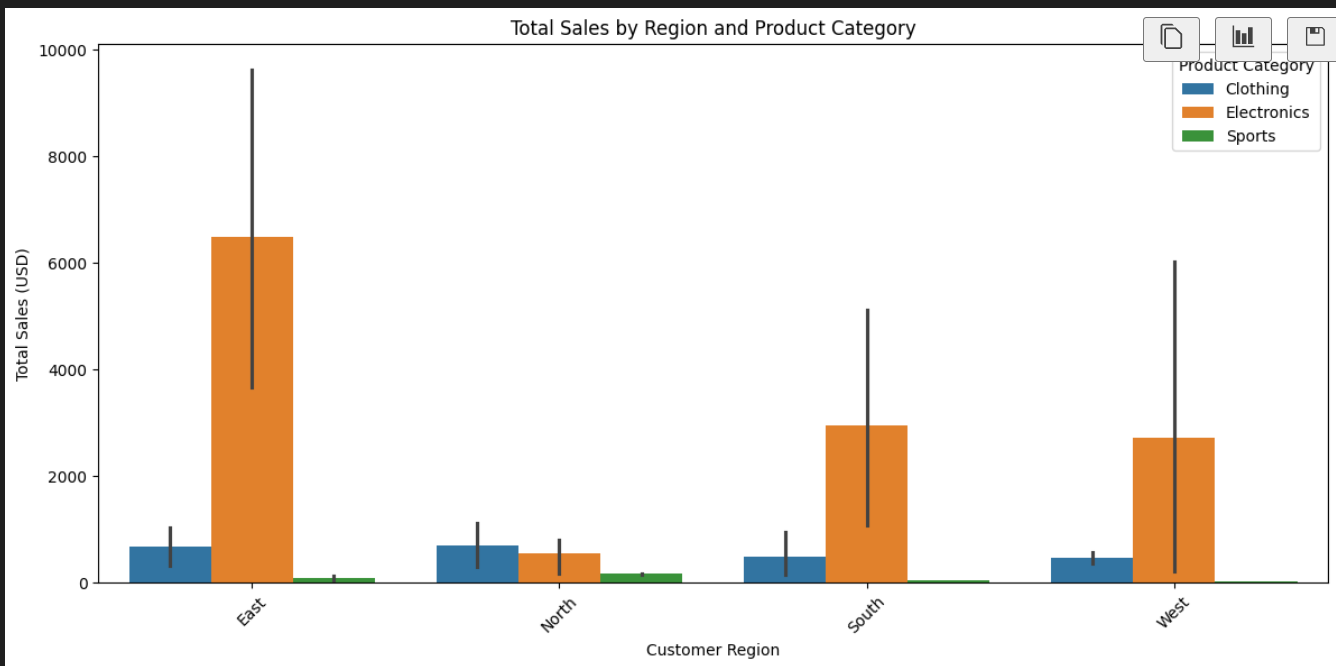 Total Sales by Region and Product Category
10000
8000
6000
4000
2000
0
Total Sales (USD)
Product Category
Clothing
Electronics
Sports
East
North
South
West
Customer Region